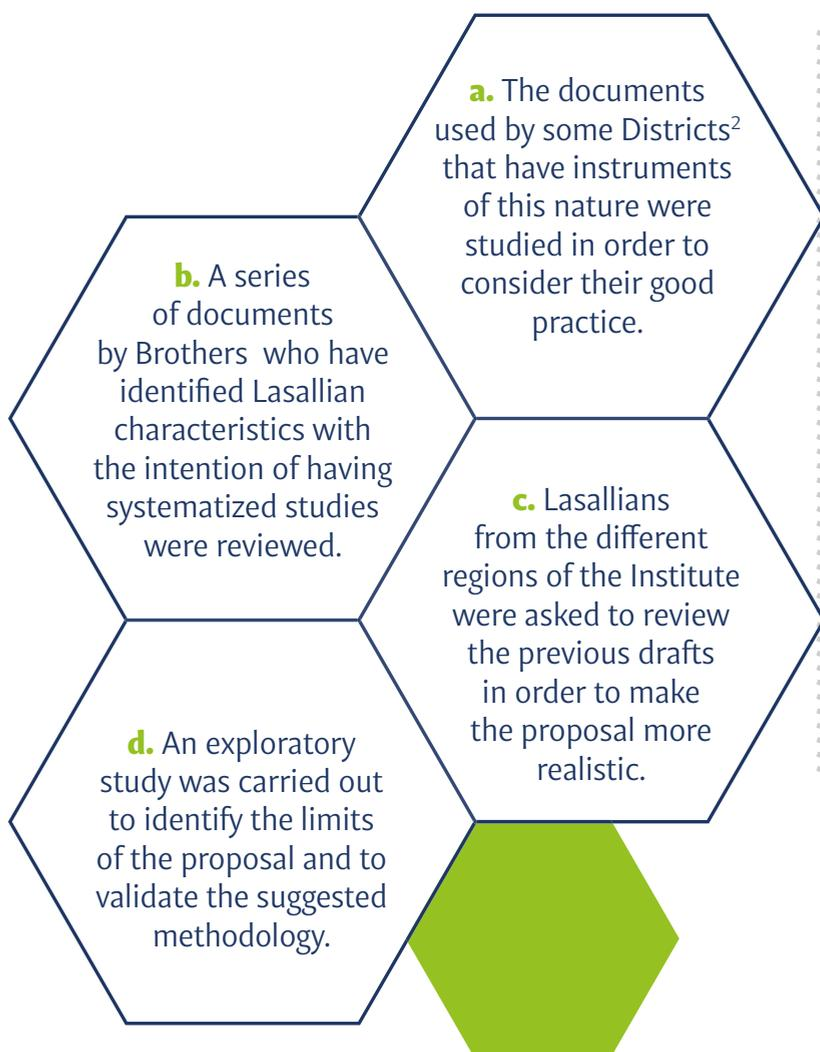 a. The documents
used by some Districts²
that have instruments
of this nature were
studied in order to
consider their good
practice.
b. A series
of documents
by Brothers  who have
identified Lasallian
characteristics with
the intention of having
systematized studies
were reviewed.
c. Lasallians
from the different
regions of the Institute
were asked to review
the previous drafts
in order to make
the proposal more
realistic.
d. An exploratory
study was carried out
to identify the limits
of the proposal and to
validate the suggested
methodology.